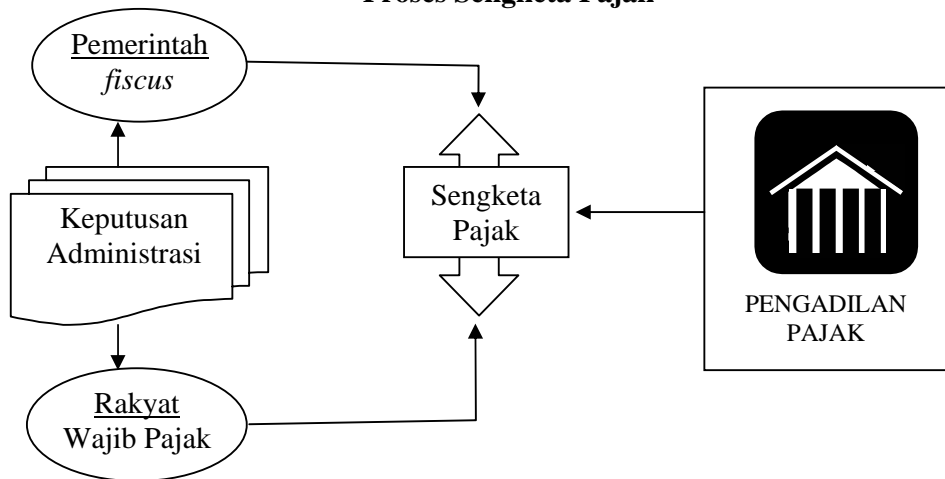 Proses Sengketa Pajak
Pemerintah
fiscus
Keputusan
Administrasi
Sengketa
Pajak
PENGADILAN
PAJAK
Rakyat
Wajib Pajak